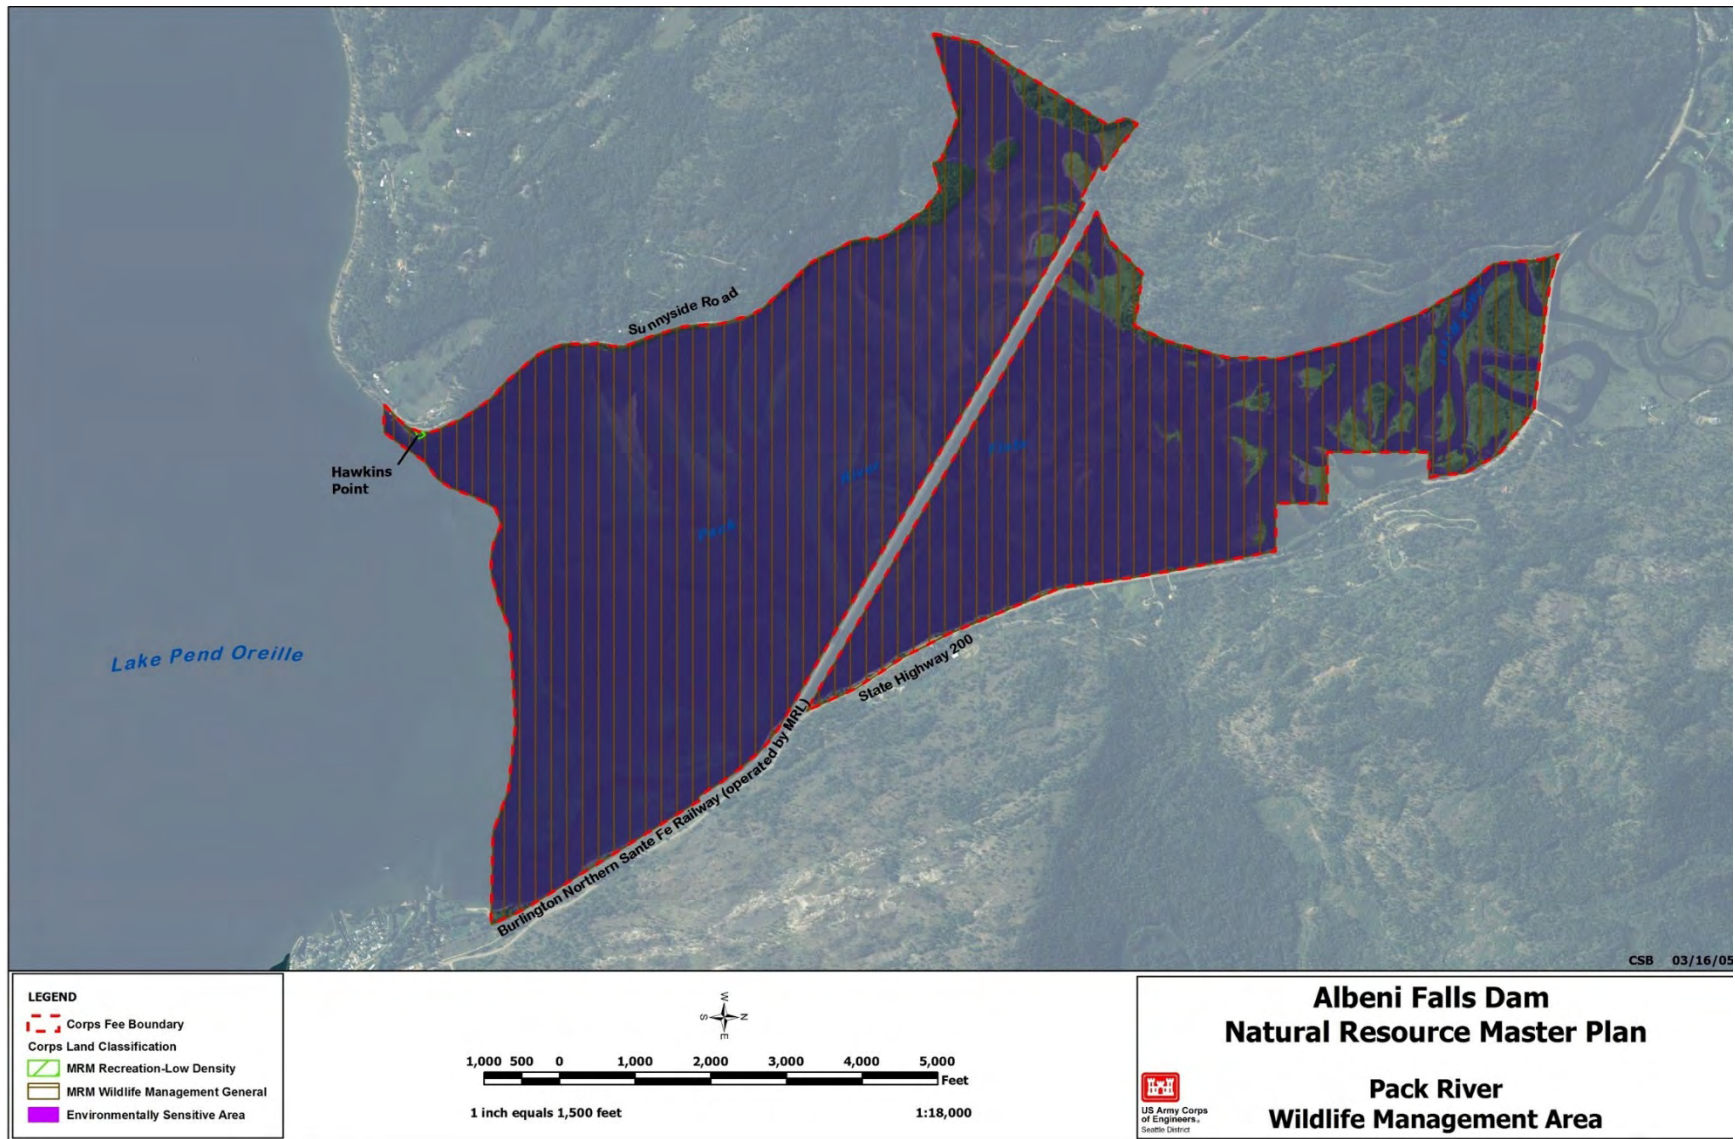 Sunnyside Road
Hawkins
Point
Pack
River
Flats
Lake Pend Oreille
State Highway 200
Burlington Northern Sante Fe Railway (operated by MRL)
CSB 03/16/05
LEGEND
Corps Fee Boundary
Corps Land Classification
MRM Recreation-Low Density
MRM Wildlife Management General
Environmentally Sensitive Area
W
S N
E
1,000 500 0 1,000 2,000 3,000 4,000 5,000
Feet
1 inch equals 1,500 feet
1:18,000
Albeni Falls Dam
Natural Resource Master Plan
US Army Corps
of Engineers®
Seattle District
Pack River
Wildlife Management Area